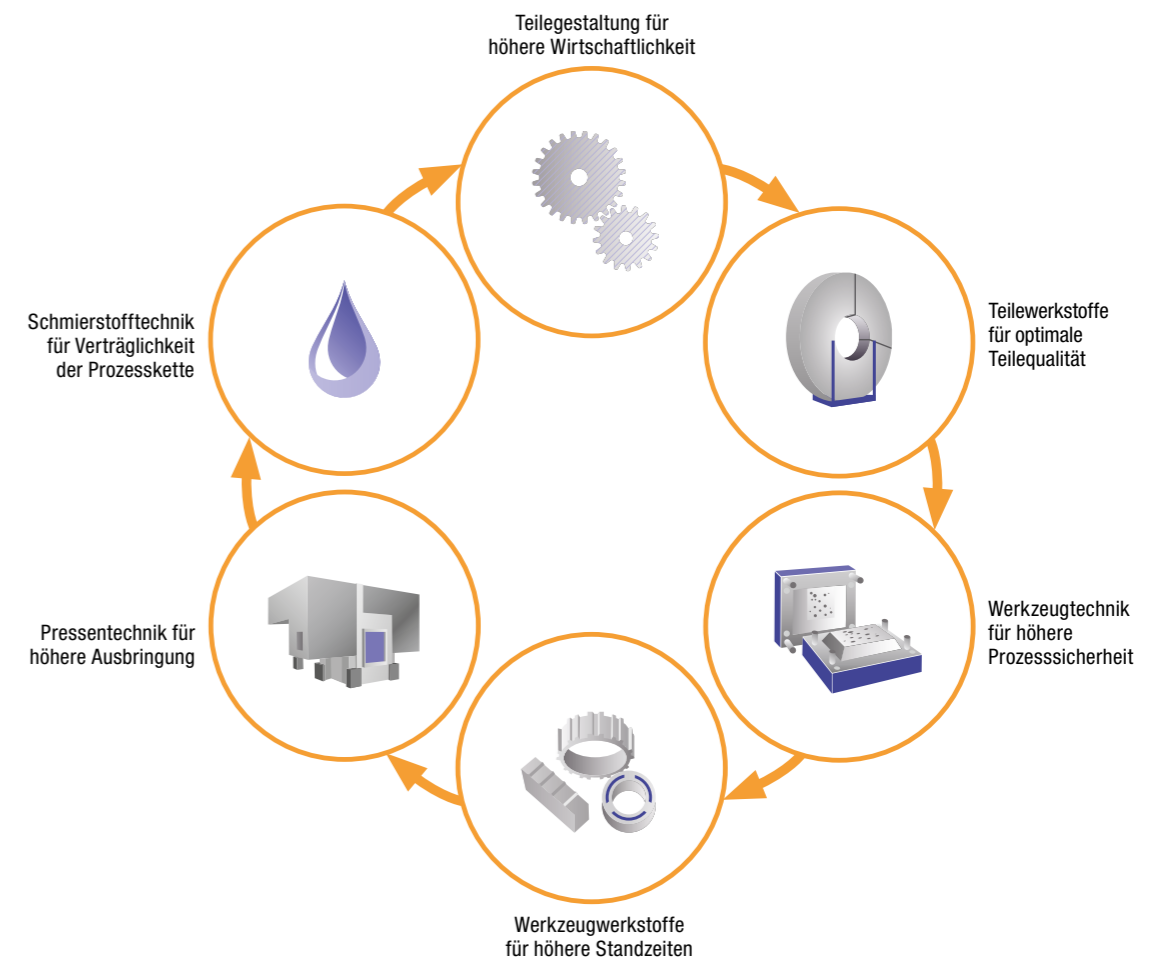 Teilegestaltung für
höhere Wirtschaftlichkeit
Teilewerkstoffe
für optimale
Teilequalität
Werkzeugtechnik
für höhere
Prozesssicherheit
Werkzeugwerkstoffe
für höhere Standzeiten
Pressentechnik für
höhere Ausbringung
Schmierstofftechnik
für Verträglichkeit
der Prozesskette